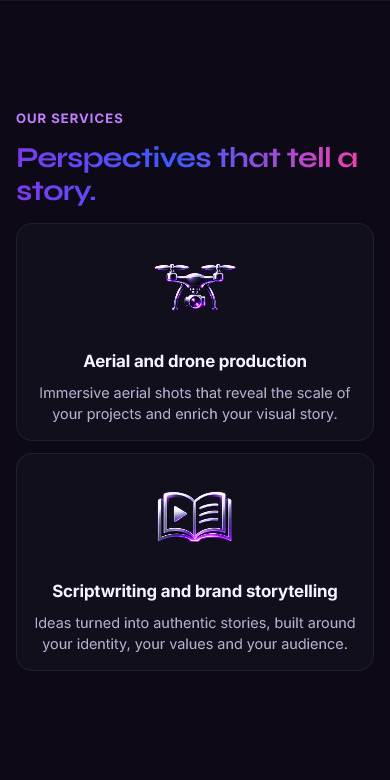 OUR SERVICES
Perspectives that tell a
story.
Aerial and drone production
Immersive aerial shots that reveal the scale of
your projects and enrich your visual story.
Scriptwriting and brand storytelling
Ideas turned into authentic stories, built around
your identity, your values and your audience.